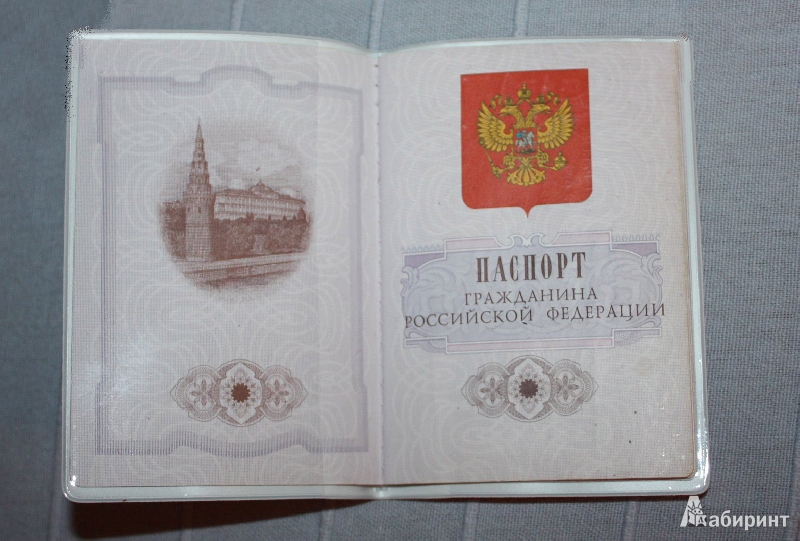 ПАСПОРТ
ГРАЖДАНИНА
РОССИЙСКОЙ ФЕДЕРАЦИИ
Лабиринт